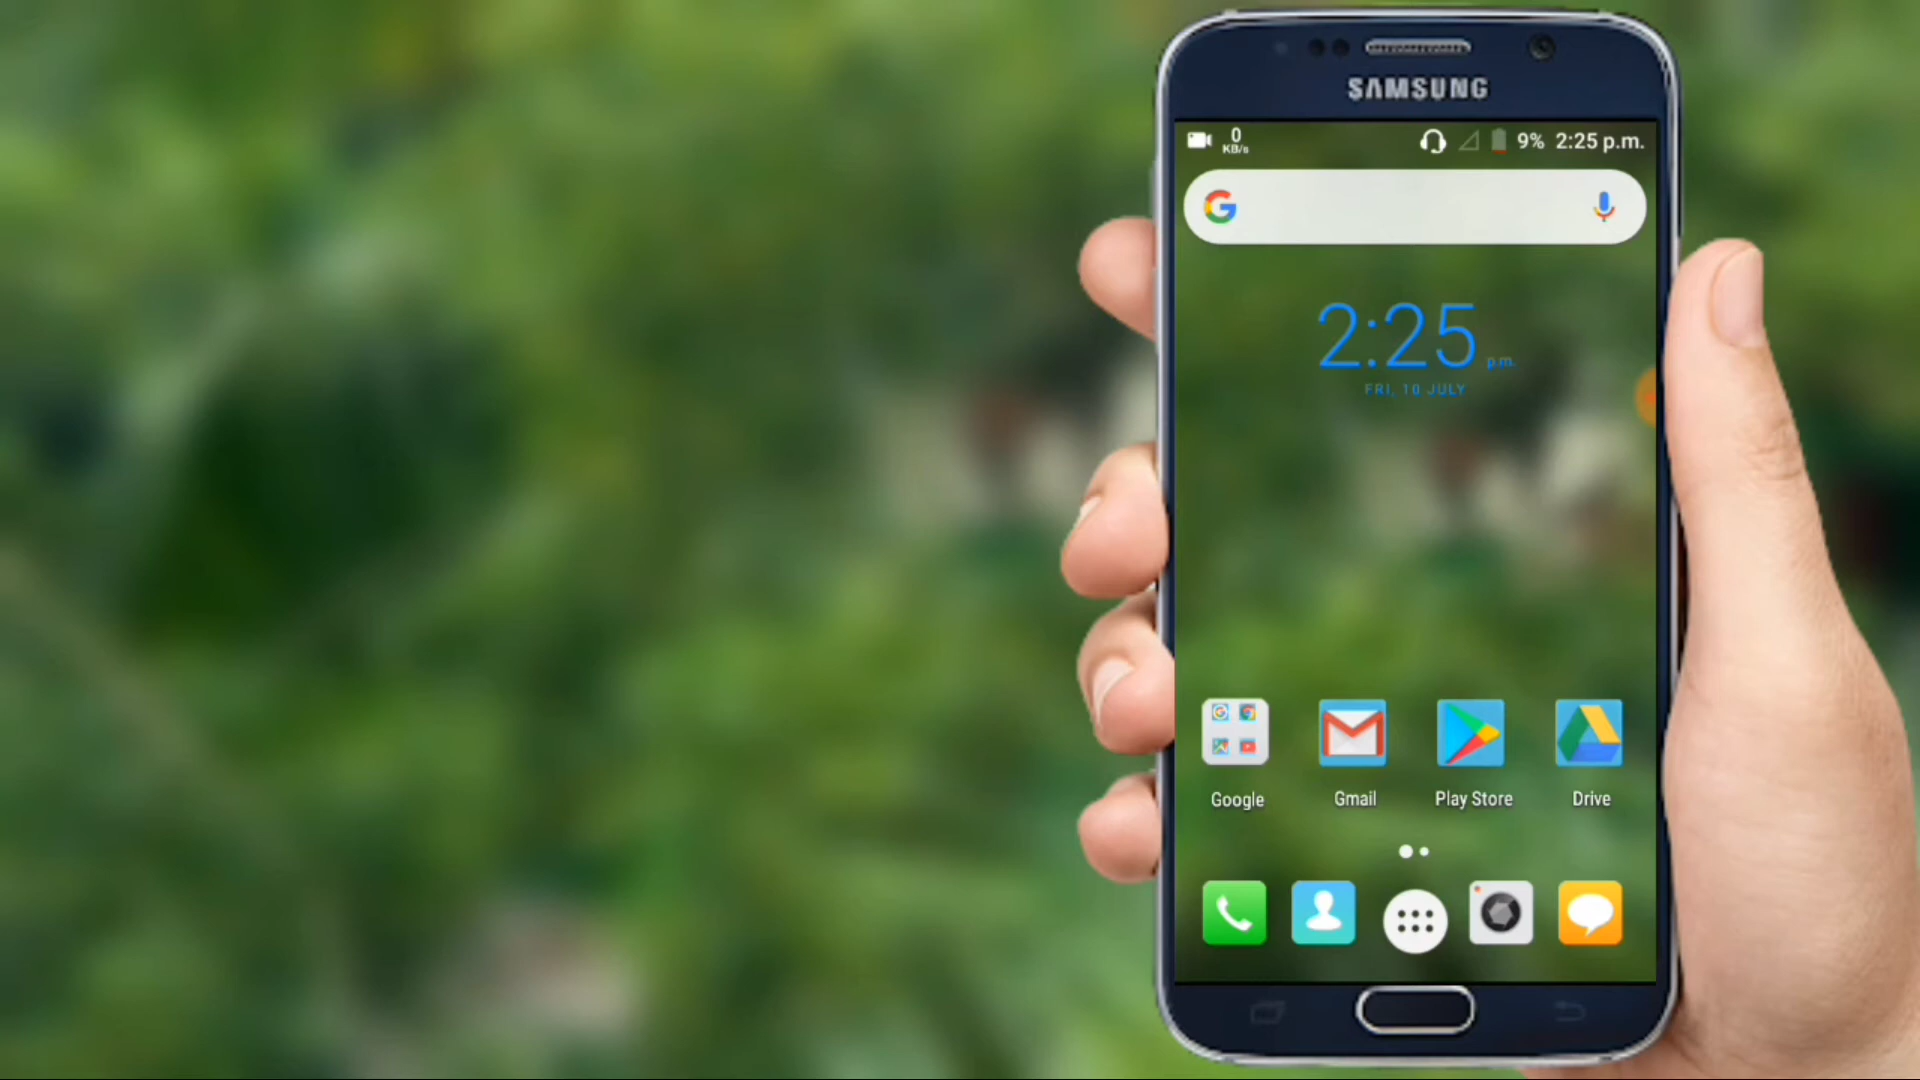 SAMSUNG
0
KB/s
9% 2:25 p.m.
2:25 p.m.
FRI, 10 JULY
Google Gmail Play Store Drive